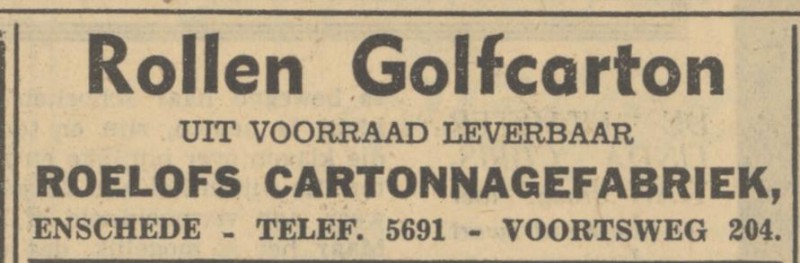 Rollen Golfcarton
UIT VOORRAAD LEVERBAAR
ROELOFS CARTONNAGEFABRIEK,
ENSCHEDE - TELEF. 5691 - VOORTSWEG 204.